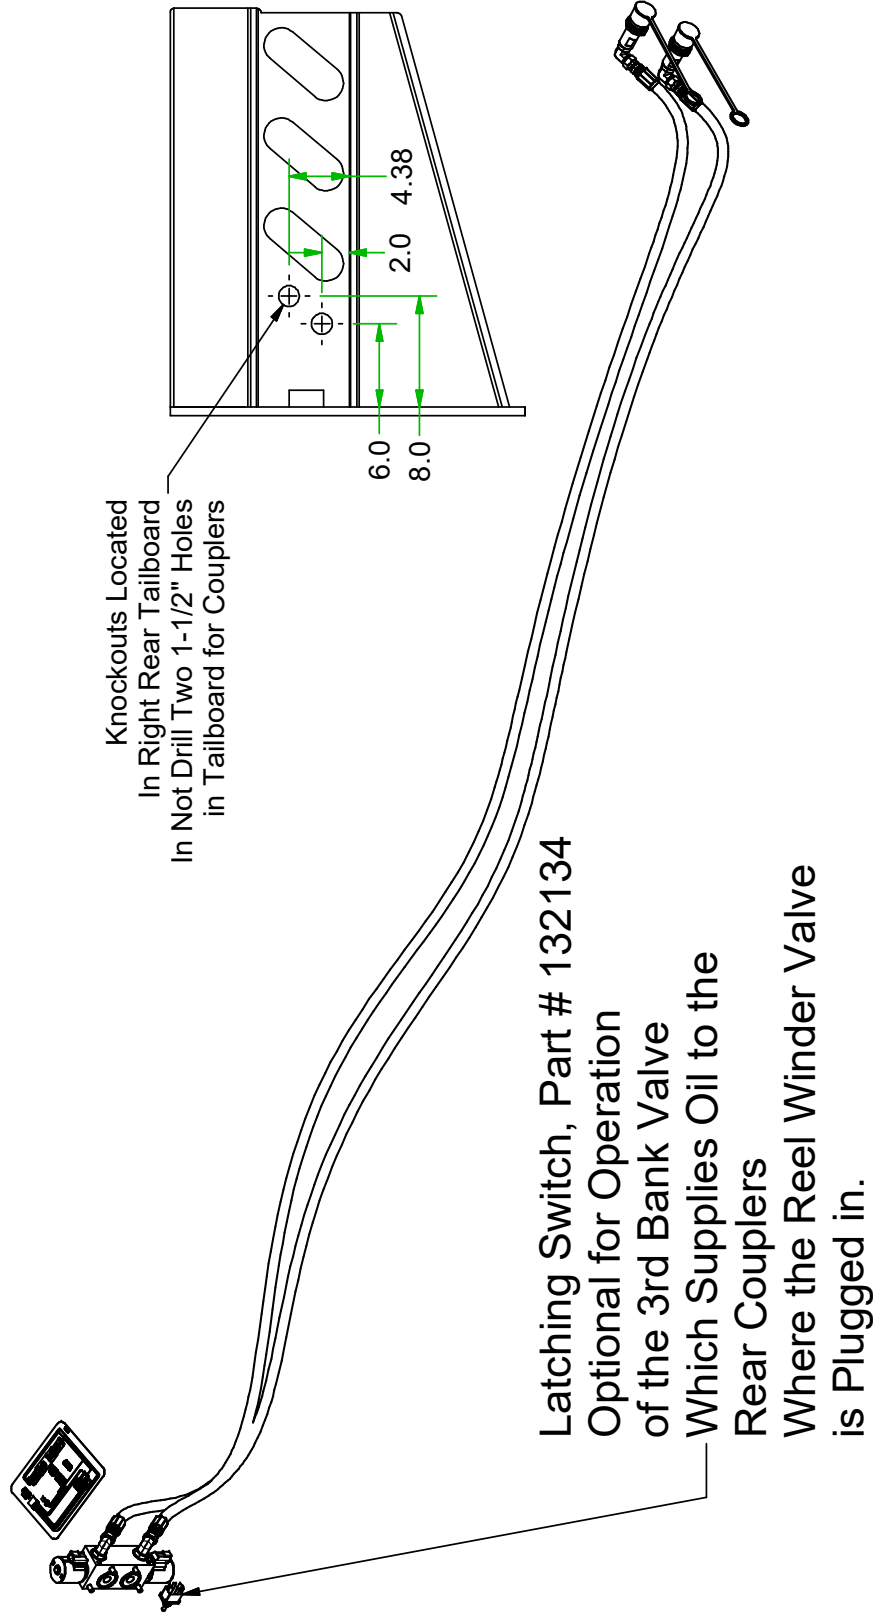 Knockouts Located
In Right Rear Tailboard
In Not Drill Two 1-1/2" Holes
in Tailboard for Couplers
6.0
8.0
2.0
4.38
Latching Switch, Part # 132134
Optional for Operation
of the 3rd Bank Valve
Which Supplies Oil to the
Rear Couplers
Where the Reel Winder Valve
is Plugged in.